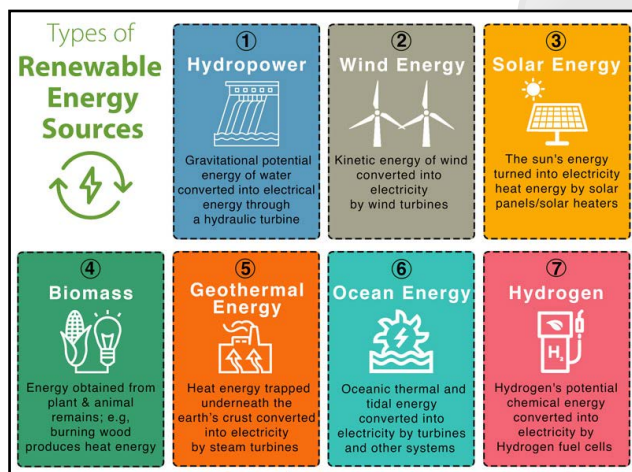 Types of
Renewable
Energy
Sources
①
Hydropower
Gravitational potential
energy of water
converted into electrical
energy through
a hydraulic turbine
②
Wind Energy
Kinetic energy of wind
converted into
electricity
by wind turbines
③
Solar Energy
The sun's energy
turned into electricity
heat energy by solar
panels/solar heaters
④
Biomass
Energy obtained from
plant & animal
remains; e.g,
burning wood
produces heat energy
⑤
Geothermal
Energy
Heat energy trapped
underneath the
earth's crust converted
into electricity
by steam turbines
⑥
Ocean Energy
Oceanic thermal and
tidal energy
converted into
electricity by turbines
and other systems
⑦
Hydrogen
H₂
Hydrogen's potential
chemical energy
converted into
electricity by
Hydrogen fuel cells